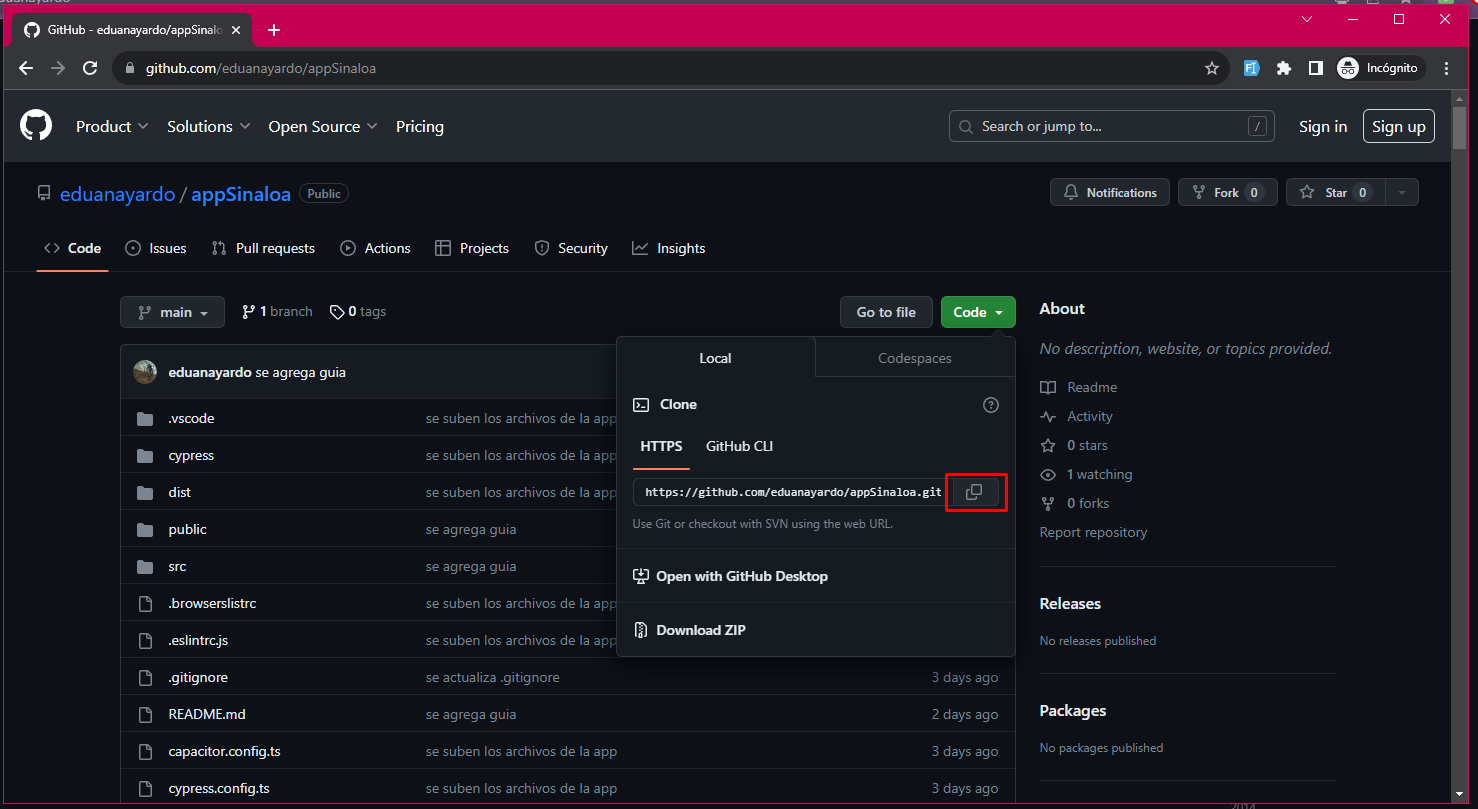 GitHub - eduanayardo/appSinalo
github.com/eduanayardo/appSinaloa
Incógnito
Product Solutions Open Source Pricing
Search or jump to... /
Sign in Sign up
eduanayardo / appSinaloa Public
Notifications Fork 0 Star 0
Code Issues Pull requests Actions Projects Security Insights
main 1 branch 0 tags
Go to file Code
eduanayardo se agrega guia
.vscode se suben los archivos de la app
cypress se suben los archivos de la app
dist se suben los archivos de la app
public se agrega guia
src se agrega guia
.browserslistrc se suben los archivos de la app
.eslintrc.js se suben los archivos de la app
.gitignore se actualiza .gitignore 3 days ago
README.md se agrega guia 2 days ago
capacitor.config.ts se suben los archivos de la app 3 days ago
cypress.config.ts se suben los archivos de la app 3 days ago
Local Codespaces
Clone
HTTPS GitHub CLI
https://github.com/eduanayardo/appSinaloa.git
Use Git or checkout with SVN using the web URL.
Open with GitHub Desktop
Download ZIP
About
No description, website, or topics provided.
Readme
Activity
0 stars
1 watching
0 forks
Report repository
Releases
No releases published
Packages
No packages published